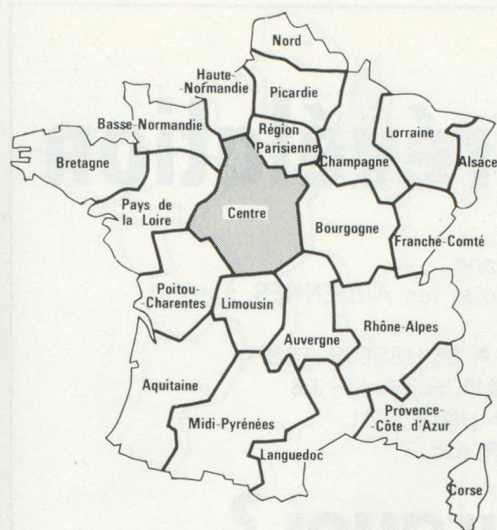 Nord
Haute-
Normandie
Picardie
Basse-Normandie
Région
Parisienne
Champagne
Lorraine
Alsace
Bretagne
Pays de
la Loire
Centre
Bourgogne
Franche-Comté
Poitou-
Charentes
Limousin
Auvergne
Rhône-Alpes
Aquitaine
Midi-Pyrénées
Languedoc
Provence-
-Côte d'Azur
Corse